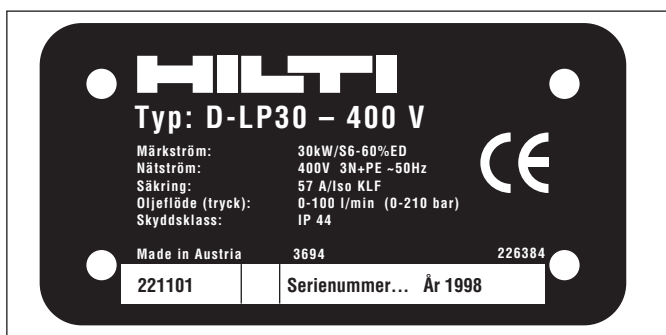 HILTI
Typ: D-LP30 – 400 V
Märkström: 30kW/S6-60%ED
Nätström: 400V 3N+PE ~50Hz
Säkring: 57 A/Iso KLF
Oljeflöde (tryck): 0-100 l/min (0-210 bar)
Skyddsklass: IP 44
CE
Made in Austria 3694 226384
221101 Serienummer... År 1998